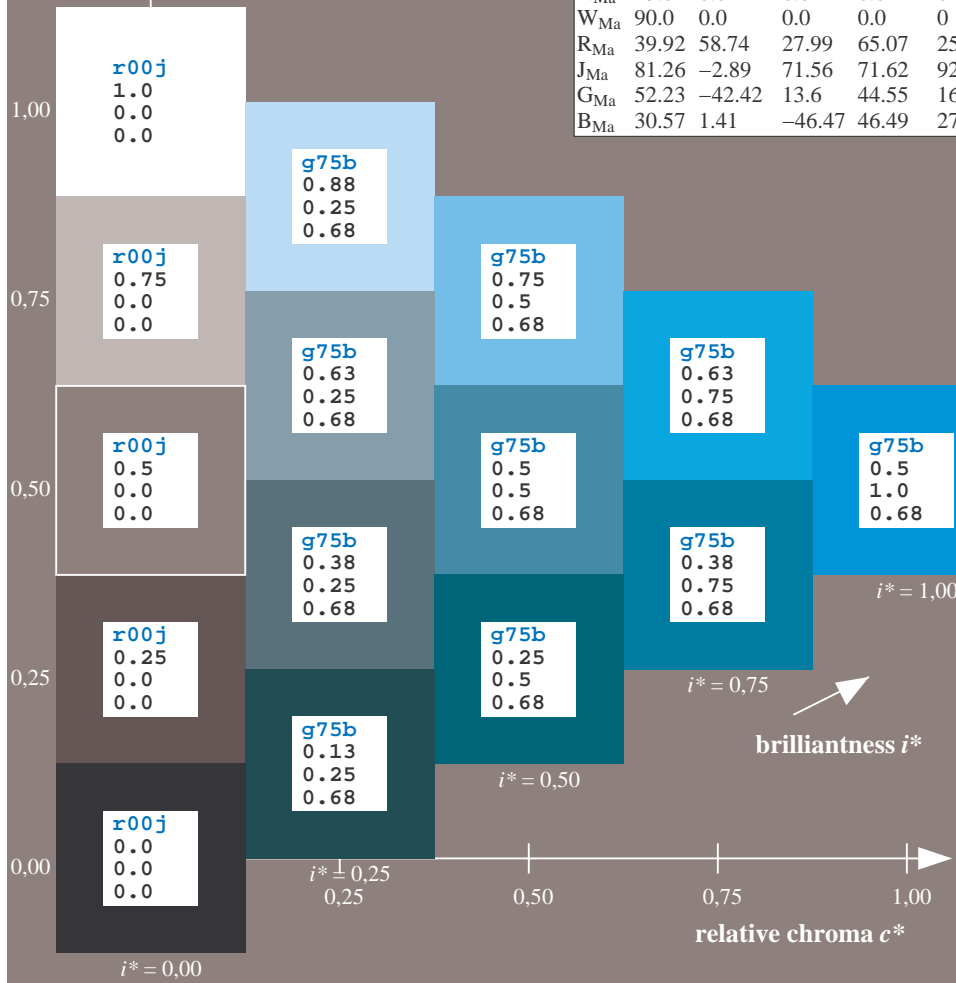 W_Ma 90.0 0.0 0.0 0.0 0
R_Ma 39.92 58.74 27.99 65.07 25
J_Ma 81.26 −2.89 71.56 71.62 92
G_Ma 52.23 −42.42 13.6 44.55 16
B_Ma 30.57 1.41 −46.47 46.49 27
r00j
1.0
0.0
0.0
1,00
g75b
0.88
0.25
0.68
r00j
0.75
0.0
0.0
g75b
0.75
0.5
0.68
0,75
g75b
0.63
0.25
0.68
g75b
0.63
0.75
0.68
r00j
0.5
0.0
0.0
g75b
0.5
0.5
0.68
g75b
0.5
1.0
0.68
0,50
g75b
0.38
0.25
0.68
g75b
0.38
0.75
0.68
i* = 1,00
r00j
0.25
0.0
0.0
g75b
0.25
0.5
0.68
0,25
i* = 0,75
g75b
0.13
0.25
0.68
brilliantness i*
i* = 0,50
r00j
0.0
0.0
0.0
0,00
i* = 0,25
0,25 0,50 0,75 1,00
relative chroma c*
i* = 0,00